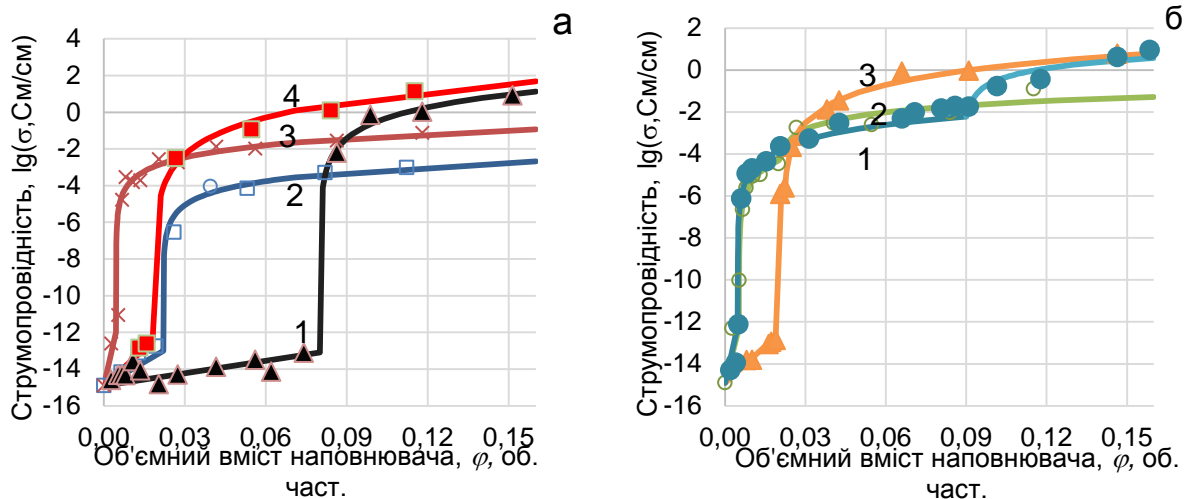 а
Струмопровідність, lg(σ,См/см)
4
2
0
-2
-4
-6
-8
-10
-12
-14
-16
4
3
2
1
0,00 0,03 0,06 0,09 0,12 0,15
Об'ємний вміст наповнювача, φ, об.
част.
б
Струмопровідність, lg(σ,См/см)
2
0
-2
-4
-6
-8
-10
-12
-14
-16
3
2
1
0,00 0,03 0,06 0,09 0,12 0,15
Об'ємний вміст наповнювача, φ, об.
част.